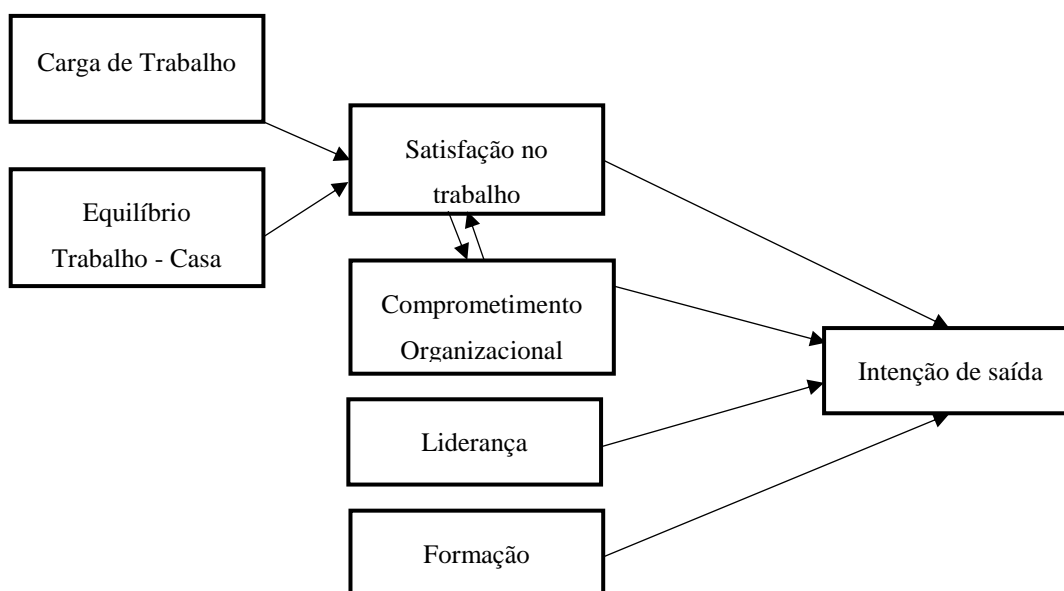 Carga de Trabalho
Equilíbrio
Trabalho - Casa
Satisfação no
trabalho
Comprometimento
Organizacional
Liderança
Formação
Intenção de saída